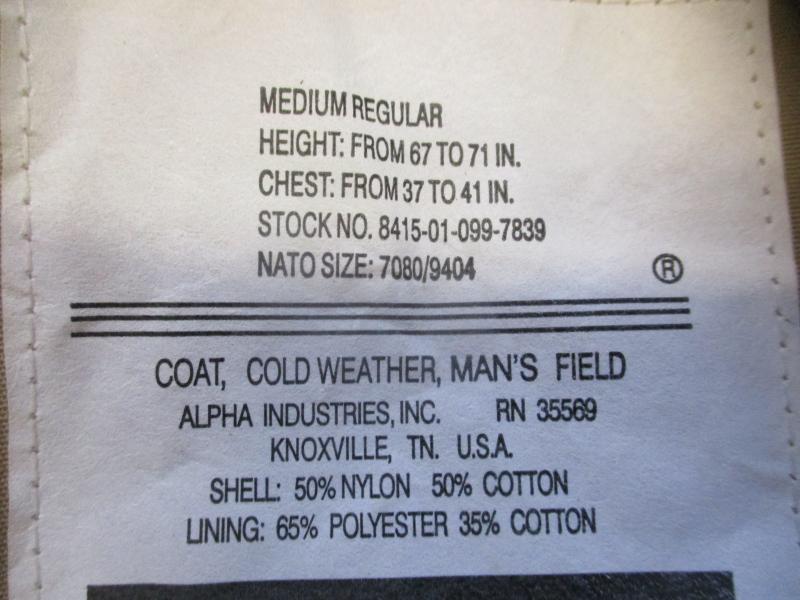 MEDIUM REGULAR
HEIGHT: FROM 67 TO 71 IN.
CHEST: FROM 37 TO 41 IN.
STOCK NO. 8415-01-099-7839
NATO SIZE: 7080/9404
®
COAT, COLD WEATHER, MAN'S FIELD
ALPHA INDUSTRIES, INC. RN 35569
KNOXVILLE, TN. U.S.A.
SHELL: 50% NYLON 50% COTTON
LINING: 65% POLYESTER 35% COTTON